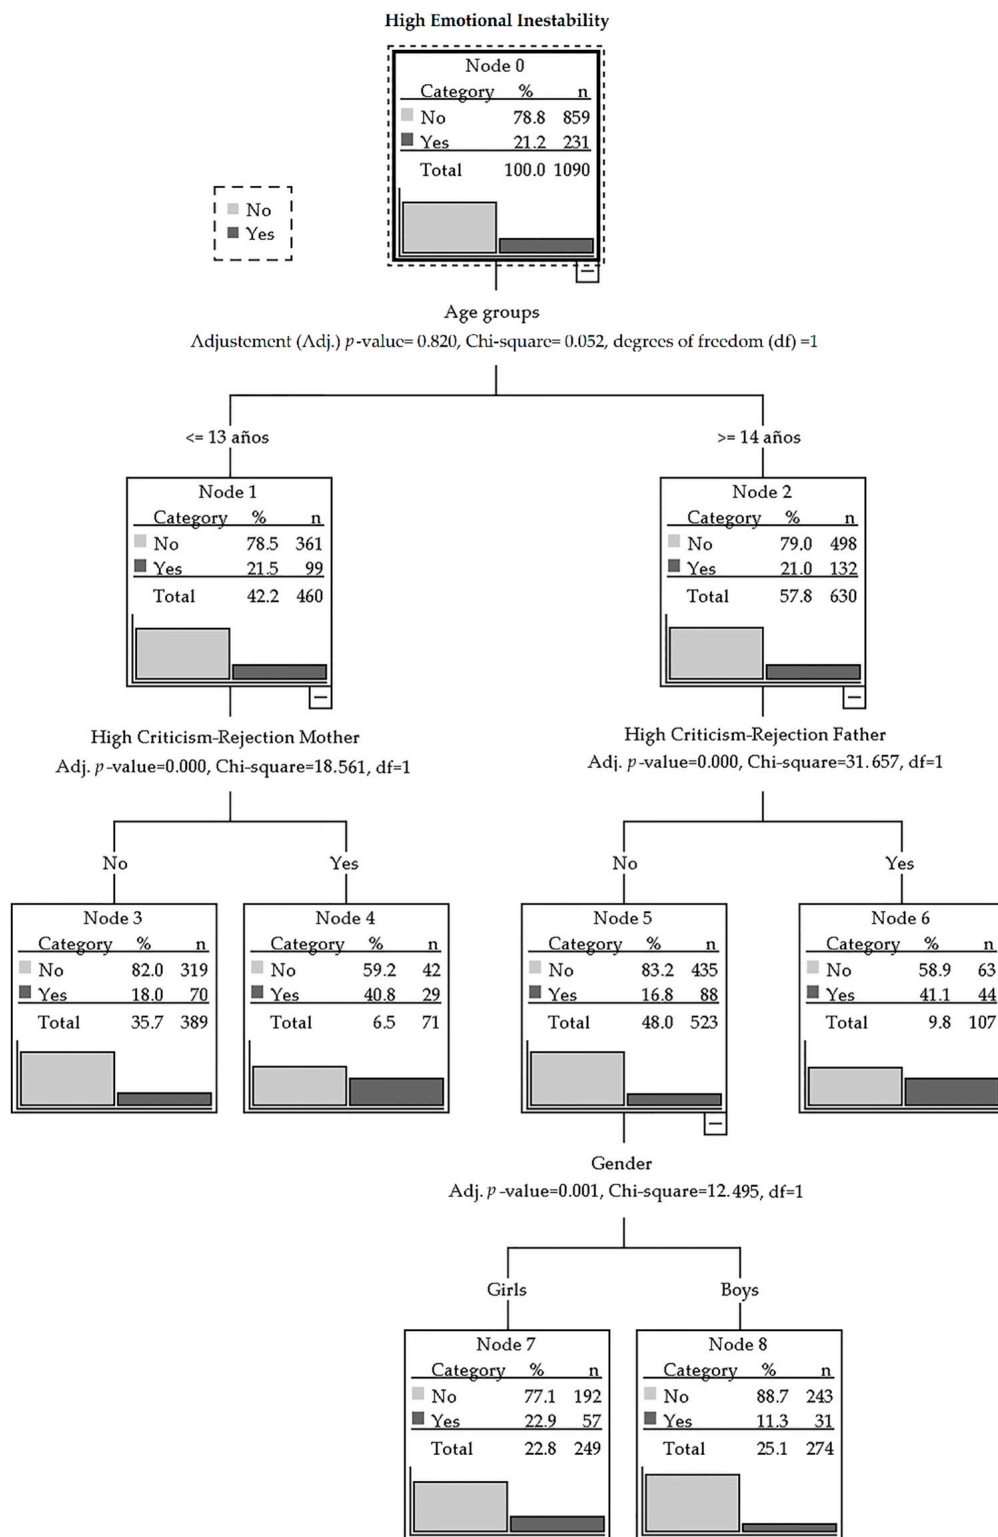 High Emotional Inestability
Node 0
Category % n
No 78.8 859
Yes 21.2 231
Total 100.0 1090
No
Yes
Age groups
Adjustement (Adj.) p-value= 0.820, Chi-square= 0.052, degrees of freedom (df) =1
<= 13 años >= 14 años
Node 1
Category % n
No 78.5 361
Yes 21.5 99
Total 42.2 460
Node 2
Category % n
No 79.0 498
Yes 21.0 132
Total 57.8 630
High Criticism-Rejection Mother
Adj. p-value=0.000, Chi-square=18.561, df=1
High Criticism-Rejection Father
Adj. p-value=0.000, Chi-square=31.657, df=1
No Yes No Yes
Node 3
Category % n
No 82.0 319
Yes 18.0 70
Total 35.7 389
Node 4
Category % n
No 59.2 42
Yes 40.8 29
Total 6.5 71
Node 5
Category % n
No 83.2 435
Yes 16.8 88
Total 48.0 523
Node 6
Category % n
No 58.9 63
Yes 41.1 44
Total 9.8 107
Gender
Adj. p-value=0.001, Chi-square=12.495, df=1
Girls Boys
Node 7
Category % n
No 77.1 192
Yes 22.9 57
Total 22.8 249
Node 8
Category % n
No 88.7 243
Yes 11.3 31
Total 25.1 274